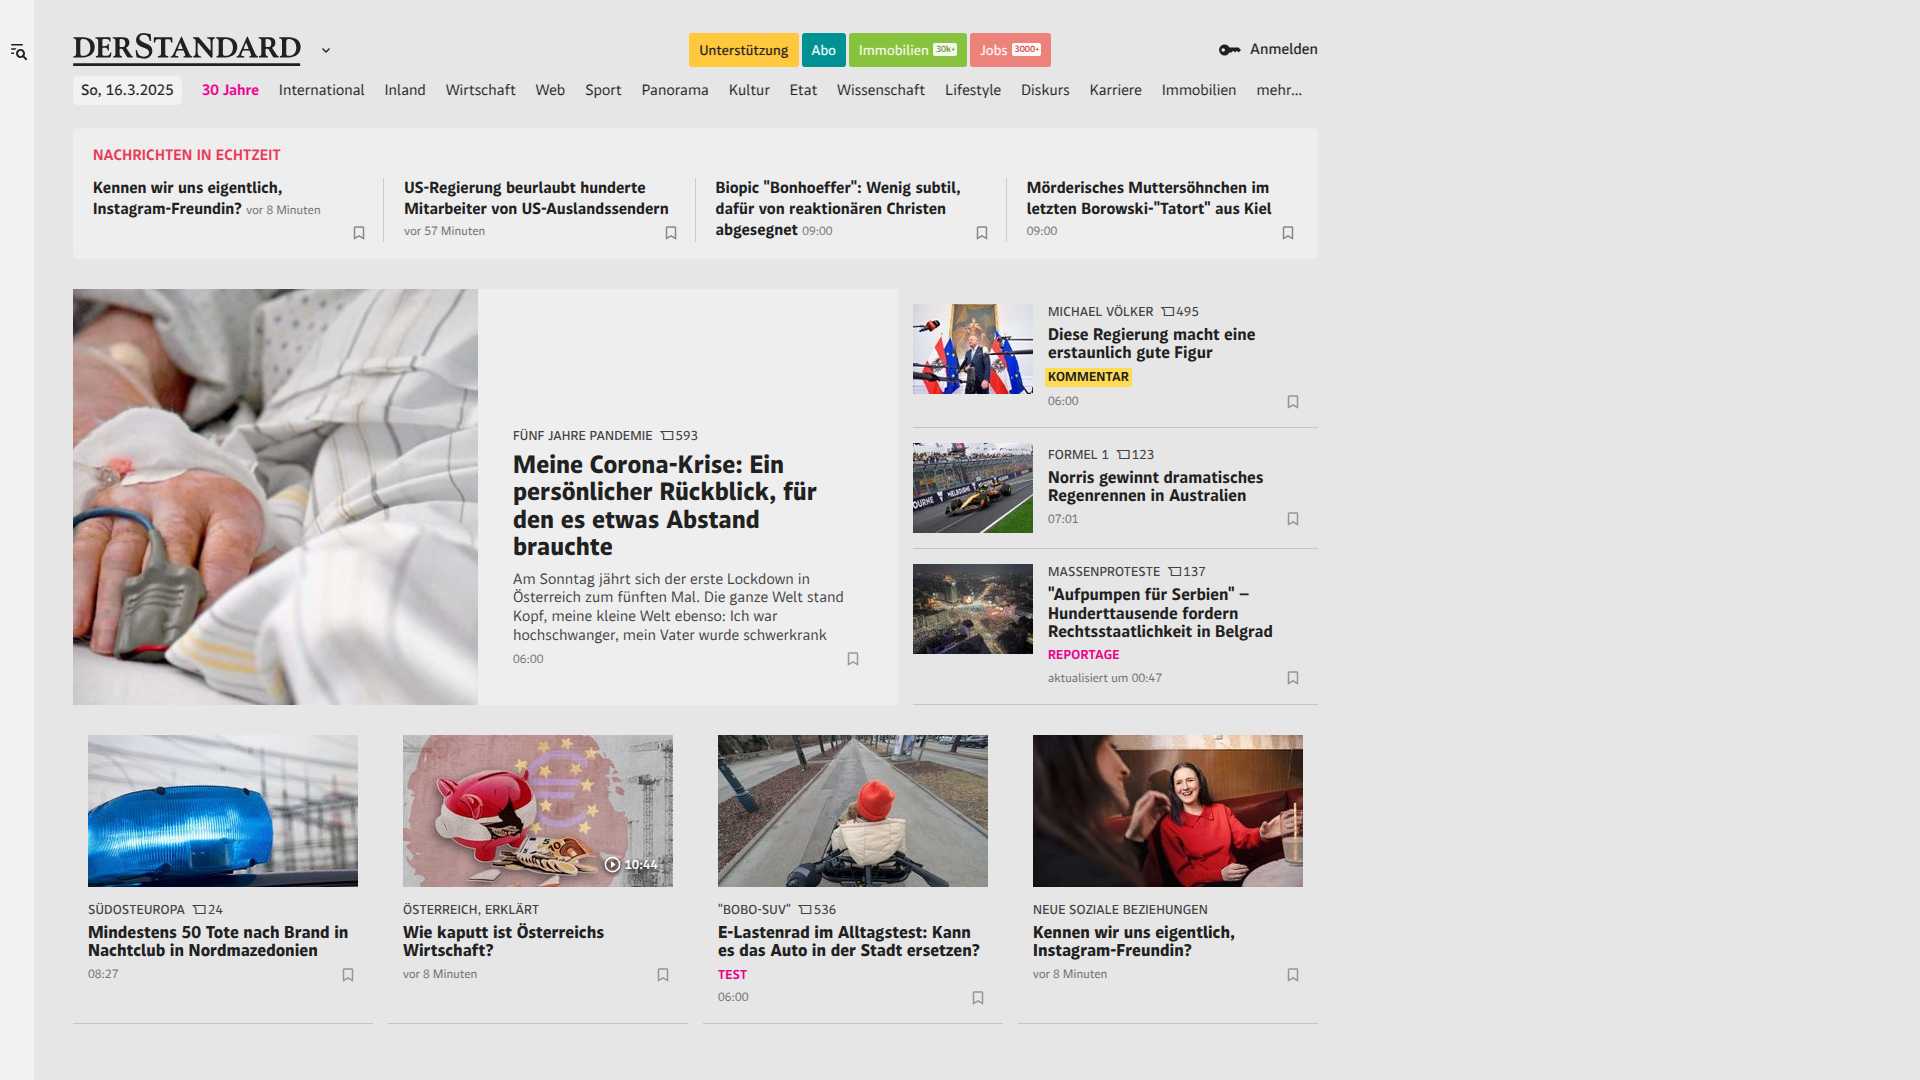 DERSTANDARD
Unterstützung
Abo
Immobilien 30k+
Jobs 3000+
Anmelden
So, 16.3.2025
30 Jahre
International
Inland
Wirtschaft
Web
Sport
Panorama
Kultur
Etat
Wissenschaft
Lifestyle
Diskurs
Karriere
Immobilien
mehr...
NACHRICHTEN IN ECHTZEIT
Kennen wir uns eigentlich,
Instagram-Freundin? vor 8 Minuten
US-Regierung beurlaubt hunderte
Mitarbeiter von US-Auslandssendern
vor 57 Minuten
Biopic "Bonhoeffer": Wenig subtil,
dafür von reaktionären Christen
abgesegnet 09:00
Mörderisches Muttersöhnchen im
letzten Borowski-"Tatort" aus Kiel
09:00
FÜNF JAHRE PANDEMIE 593
Meine Corona-Krise: Ein
persönlicher Rückblick, für
den es etwas Abstand
brauchte
Am Sonntag jährt sich der erste Lockdown in
Österreich zum fünften Mal. Die ganze Welt stand
Kopf, meine kleine Welt ebenso: Ich war
hochschwanger, mein Vater wurde schwerkrank
06:00
MICHAEL VÖLKER 495
Diese Regierung macht eine
erstaunlich gute Figur
KOMMENTAR
06:00
FORMEL 1 123
Norris gewinnt dramatisches
Regenrennen in Australien
07:01
MASSENPROTESTE 137
"Aufpumpen für Serbien" –
Hunderttausende fordern
Rechtsstaatlichkeit in Belgrad
REPORTAGE
aktualisiert um 00:47
SÜDOSTEUROPA 24
Mindestens 50 Tote nach Brand in
Nachtclub in Nordmazedonien
08:27
10:44
ÖSTERREICH, ERKLÄRT
Wie kaputt ist Österreichs
Wirtschaft?
vor 8 Minuten
"BOBO-SUV" 536
E-Lastenrad im Alltagstest: Kann
es das Auto in der Stadt ersetzen?
TEST
06:00
NEUE SOZIALE BEZIEHUNGEN
Kennen wir uns eigentlich,
Instagram-Freundin?
vor 8 Minuten